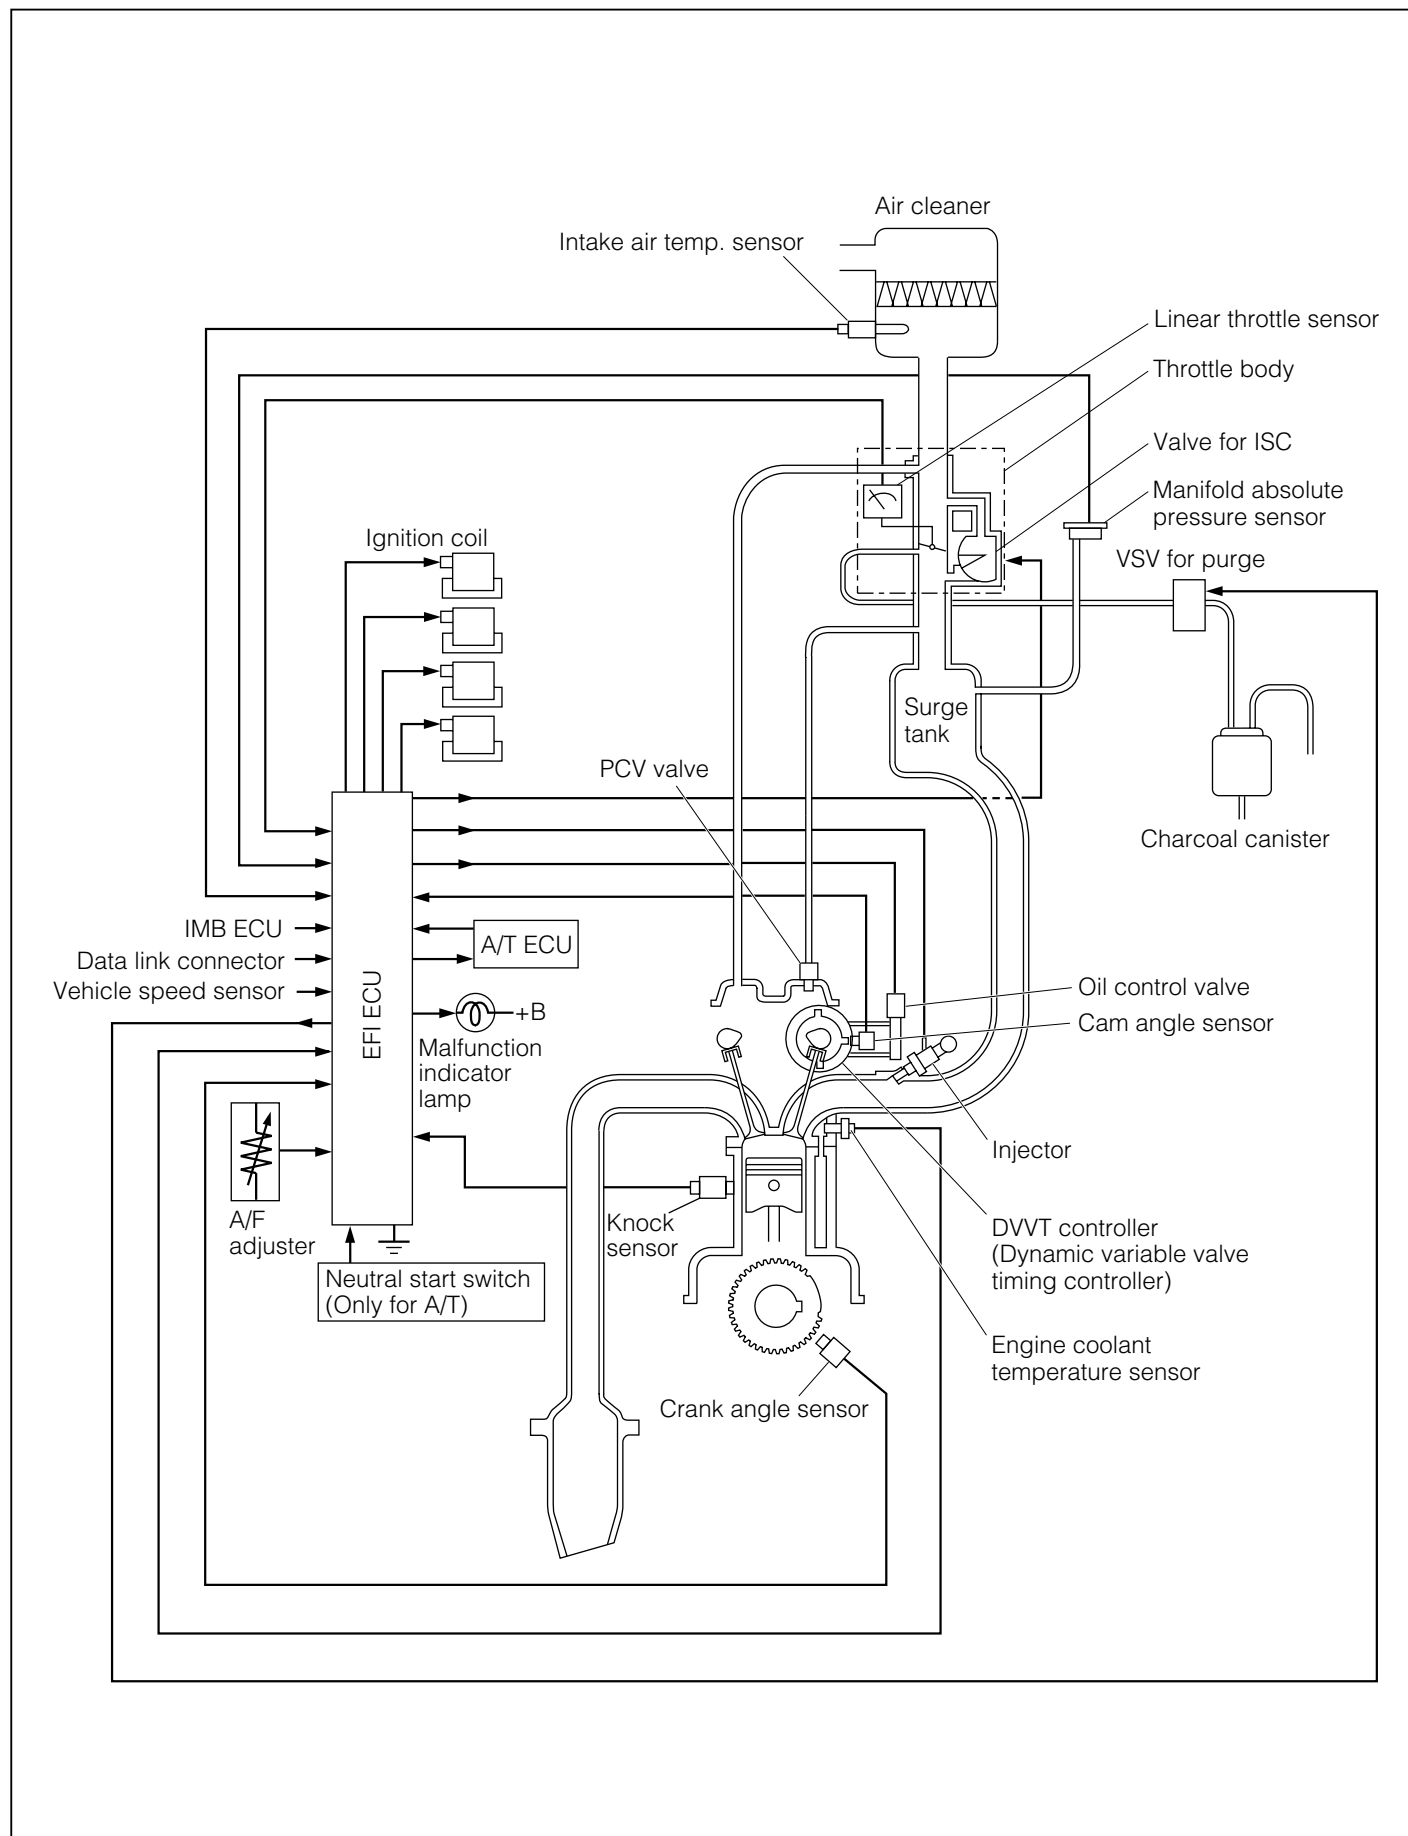 Air cleaner
Intake air temp. sensor
Linear throttle sensor
Throttle body
Valve for ISC
Manifold absolute
pressure sensor
Ignition coil
VSV for purge
Surge
tank
PCV valve
Charcoal canister
IMB ECU
A/T ECU
Data link connector
Vehicle speed sensor
EFI ECU
+B
Oil control valve
Cam angle sensor
Malfunction
indicator
lamp
Injector
A/F
adjuster
Knock
sensor
DVVT controller
(Dynamic variable valve
timing controller)
Neutral start switch
(Only for A/T)
Engine coolant
temperature sensor
Crank angle sensor